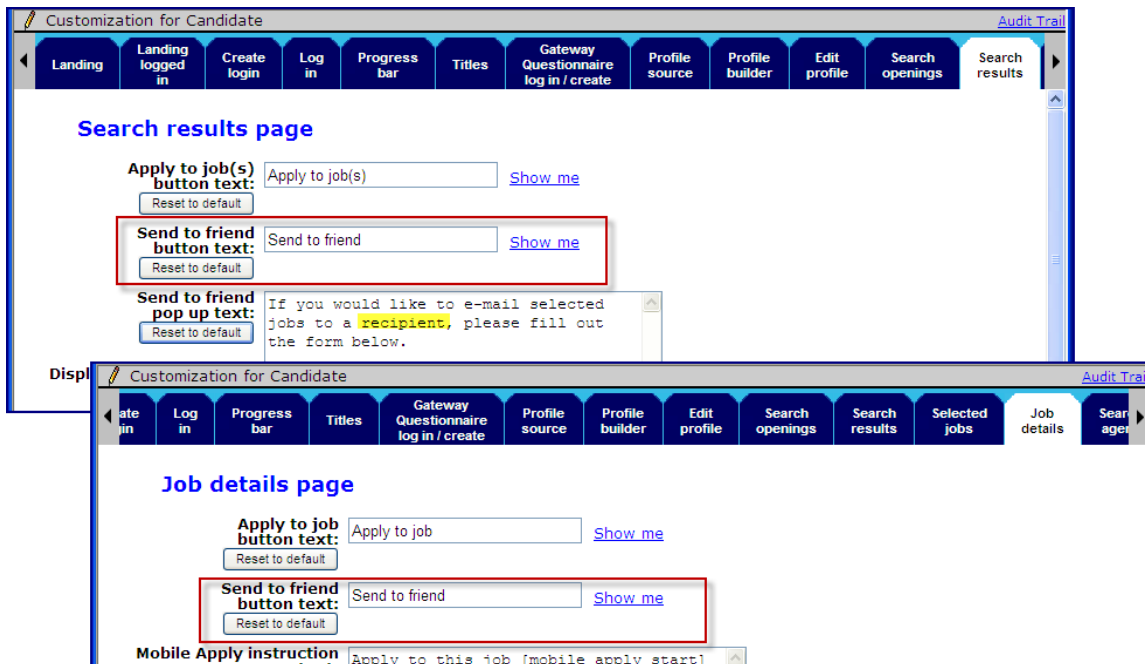 Customization for Candidate
Audit Trail
Landing
Landing logged in
Create login
Log in
Progress bar
Titles
Gateway Questionnaire log in / create
Profile source
Profile builder
Edit profile
Search openings
Search results
Search results page
Apply to job(s) button text:
Apply to job(s)
Show me
Reset to default
Send to friend button text:
Send to friend
Show me
Reset to default
Send to friend pop up text:
Reset to default
If you would like to e-mail selected
jobs to a recipient, please fill out
the form below.
Displ
Customization for Candidate
Audit Trai
ate in
Log in
Progress bar
Titles
Gateway Questionnaire log in / create
Profile source
Profile builder
Edit profile
Search openings
Search results
Selected jobs
Job details
Sear agen
Job details page
Apply to job button text:
Apply to job
Show me
Reset to default
Send to friend button text:
Send to friend
Show me
Reset to default
Mobile Apply instruction
Apply to this job [mobile apply start]